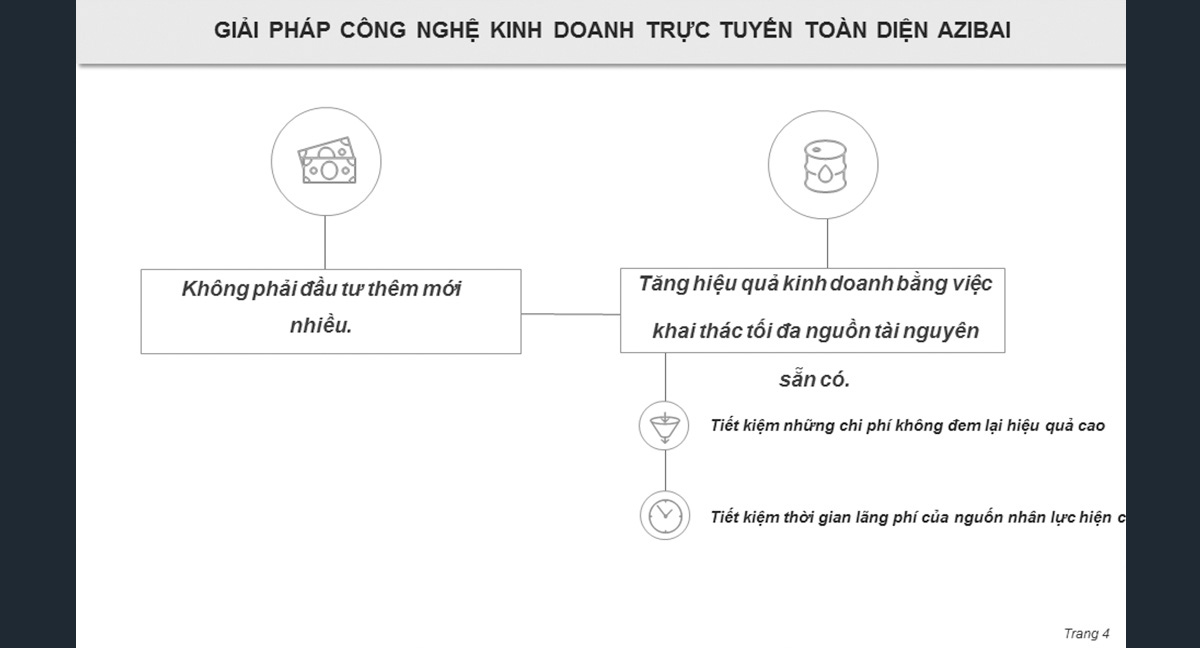 GIẢI PHÁP CÔNG NGHỆ KINH DOANH TRỰC TUYẾN TOÀN DIỆN AZIBAI
Không phải đầu tư thêm mới
nhiều.
Tăng hiệu quả kinh doanh bằng việc
khai thác tối đa nguồn tài nguyên
sẵn có.
Tiết kiệm những chi phí không đem lại hiệu quả cao
Tiết kiệm thời gian lãng phí của nguốn nhân lực hiện c
Trang 4